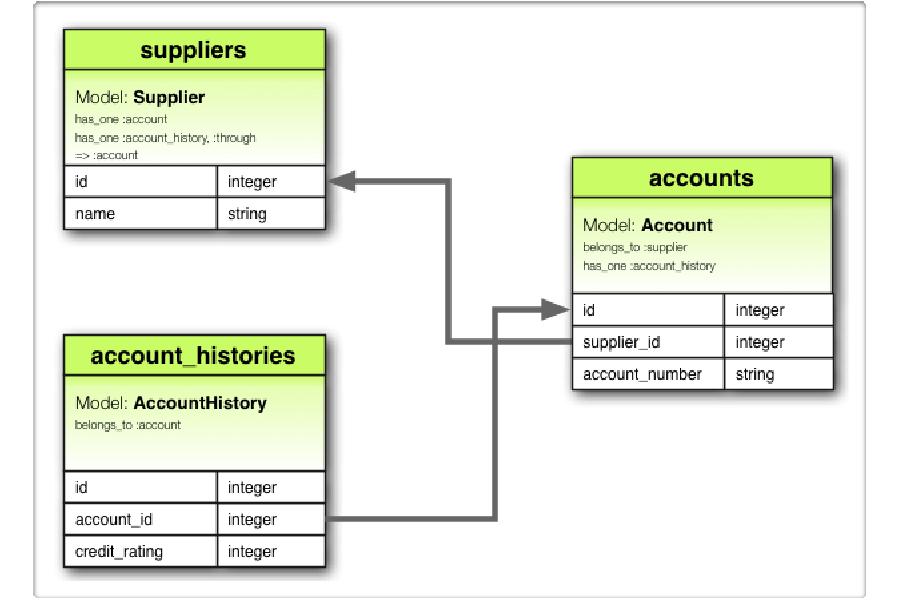 suppliers
Model: Supplier
has_one :account
has_one :account_history, :through
=> :account
id integer
name string
accounts
Model: Account
belongs_to :supplier
has_one :account_history
id integer
supplier_id integer
account_number string
account_histories
Model: AccountHistory
belongs_to :account
id integer
account_id integer
credit_rating integer